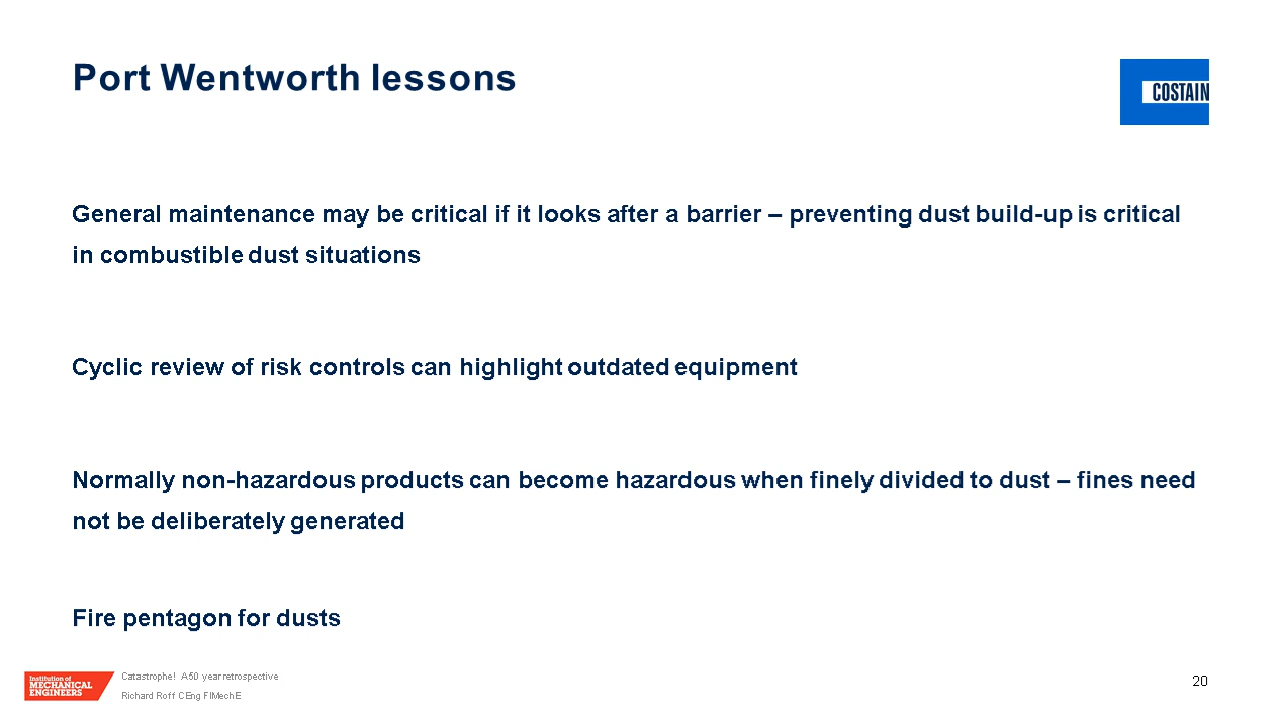 Port Wentworth lessons
COSTAIN
General maintenance may be critical if it looks after a barrier – preventing dust build-up is critical
in combustible dust situations
Cyclic review of risk controls can highlight outdated equipment
Normally non-hazardous products can become hazardous when finely divided to dust – fines need
not be deliberately generated
Fire pentagon for dusts
Institution of
MECHANICAL
ENGINEERS
Catastrophe! A 50 year retrospective
Richard Roff CEng FIMechE
20